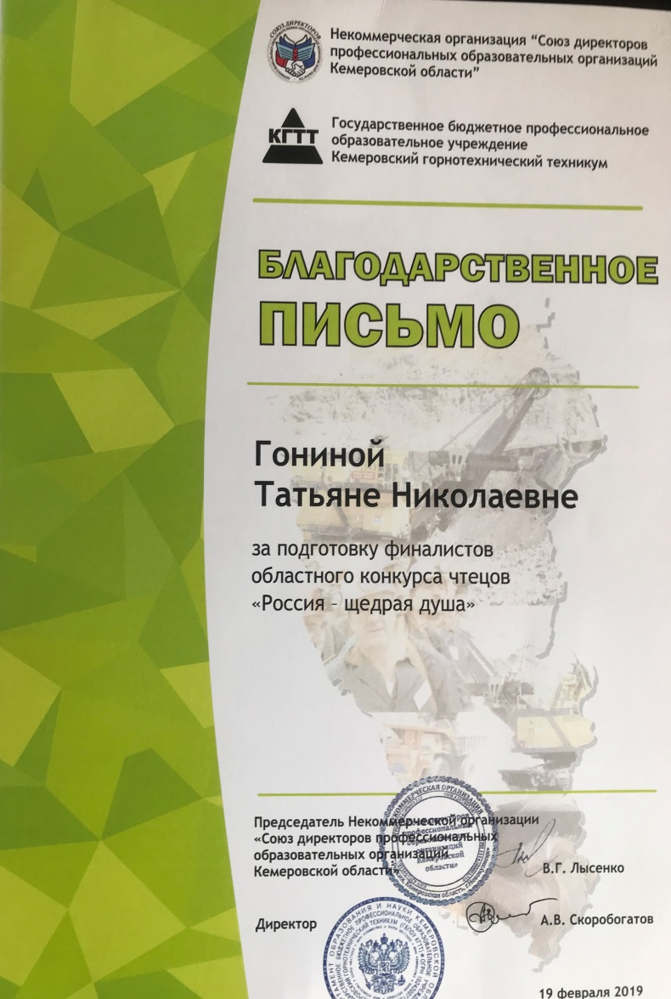 Некоммерческая организация "Союз директоров
профессиональных образовательных организаций
Кемеровской области"
КГТТ
Государственное бюджетное профессиональное
образовательное учреждение
Кемеровский горнотехнический техникум
БЛАГОДАРСТВЕННОЕ
ПИСЬМО
Гониной
Татьяне Николаевне
за подготовку финалистов
областного конкурса чтецов
«Россия – щедрая душа»
Председатель Некоммерческой организации
«Союз директоров профессиональных
образовательных организаций
Кемеровской области»
В.Г. Лысенко
Директор
А.В. Скоробогатов
19 февраля 2019